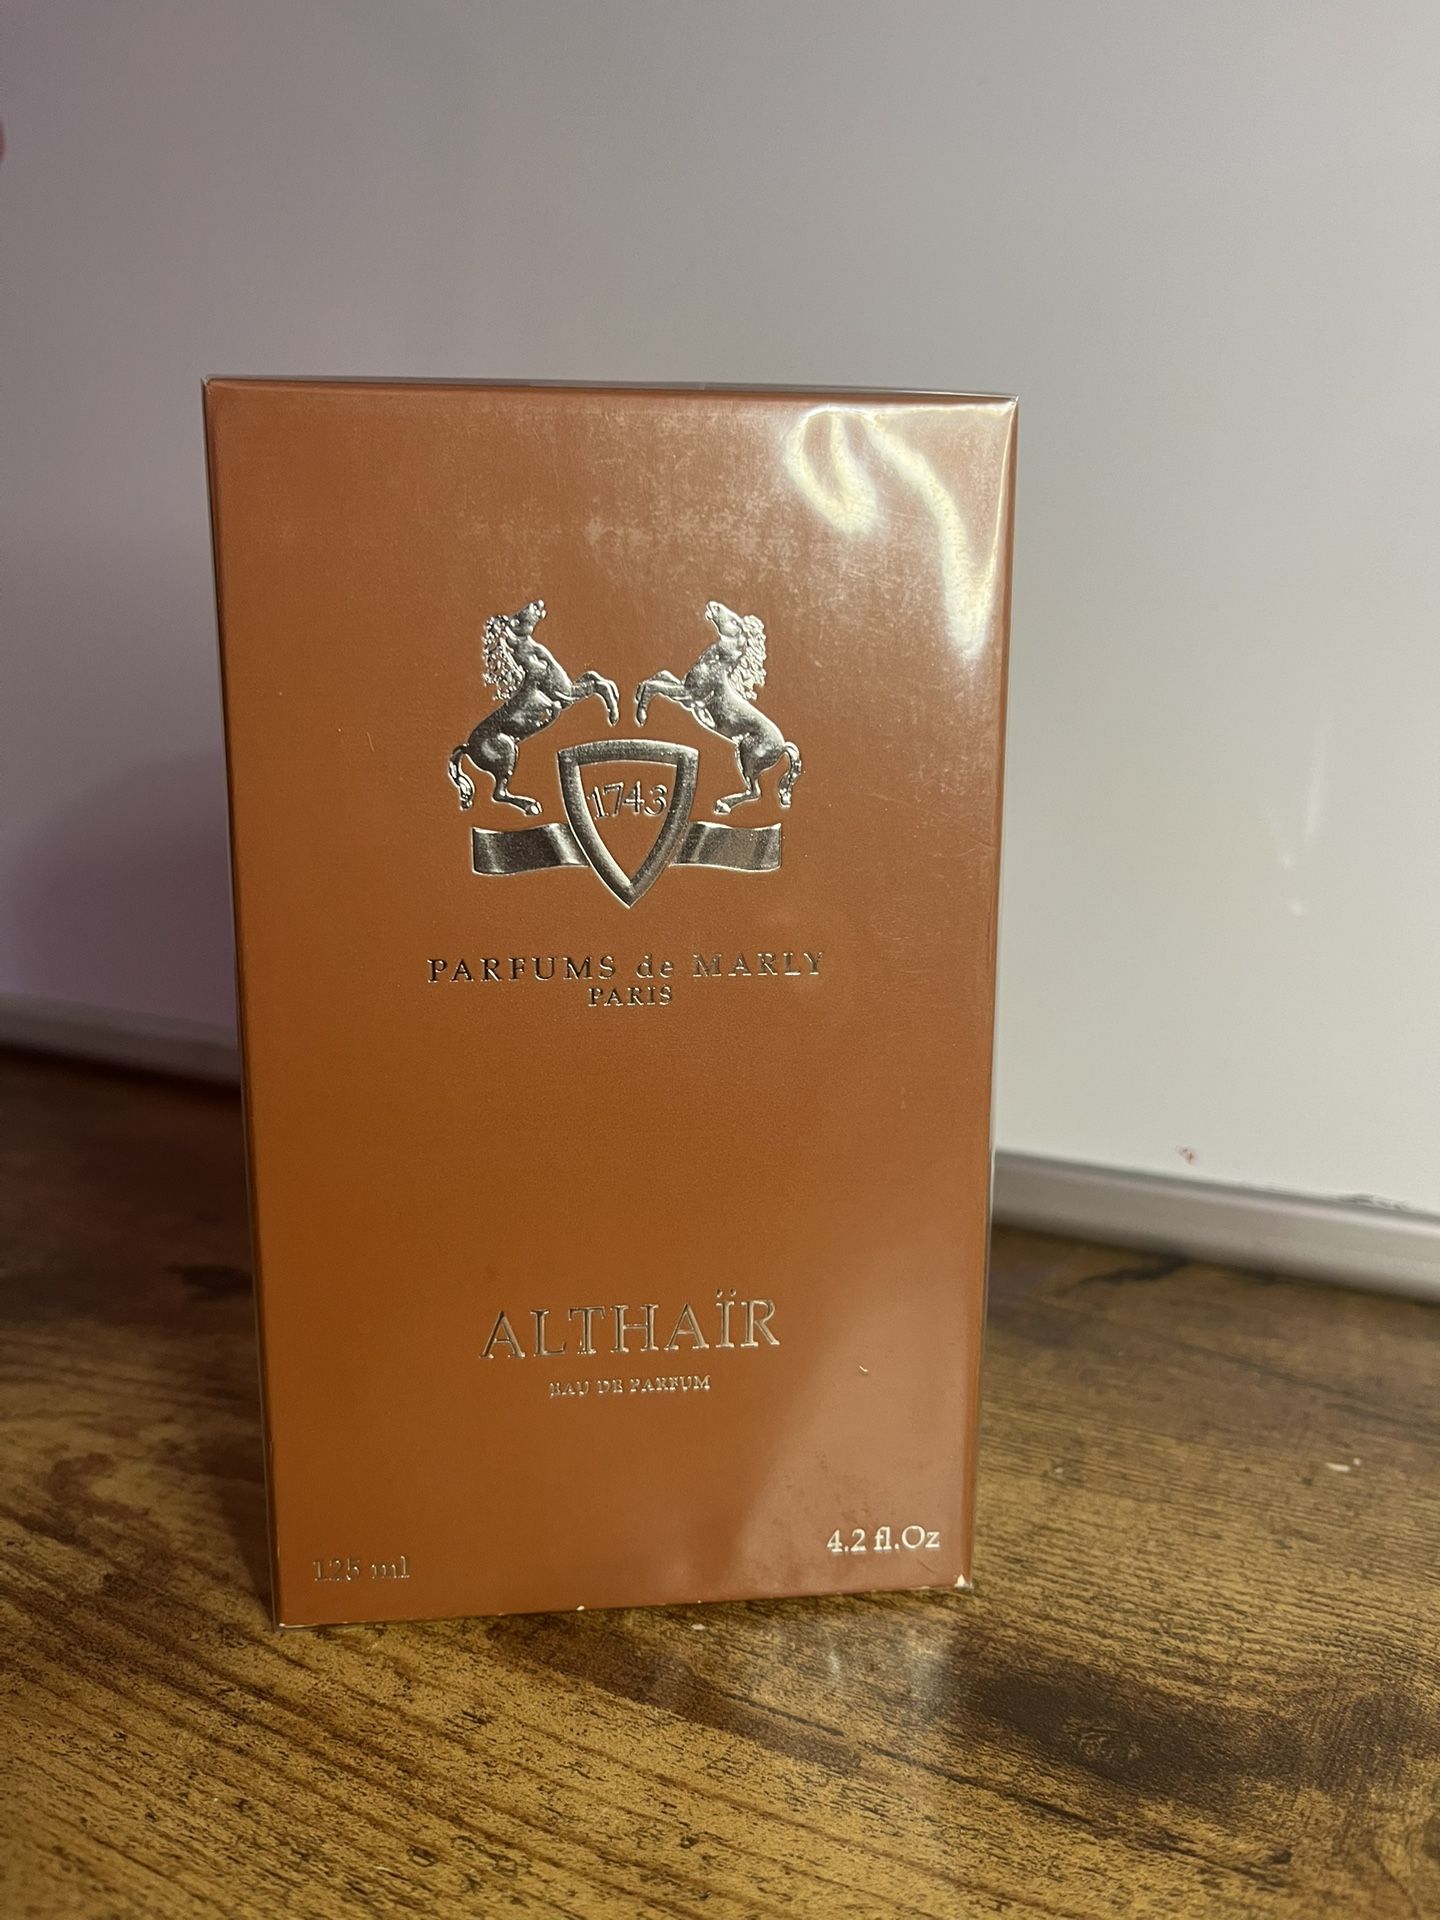 1743
PARFUMS de MARLY
PARIS
ALTHAÏR
EAU DE PARFUM
125 ml
4.2 fl.Oz